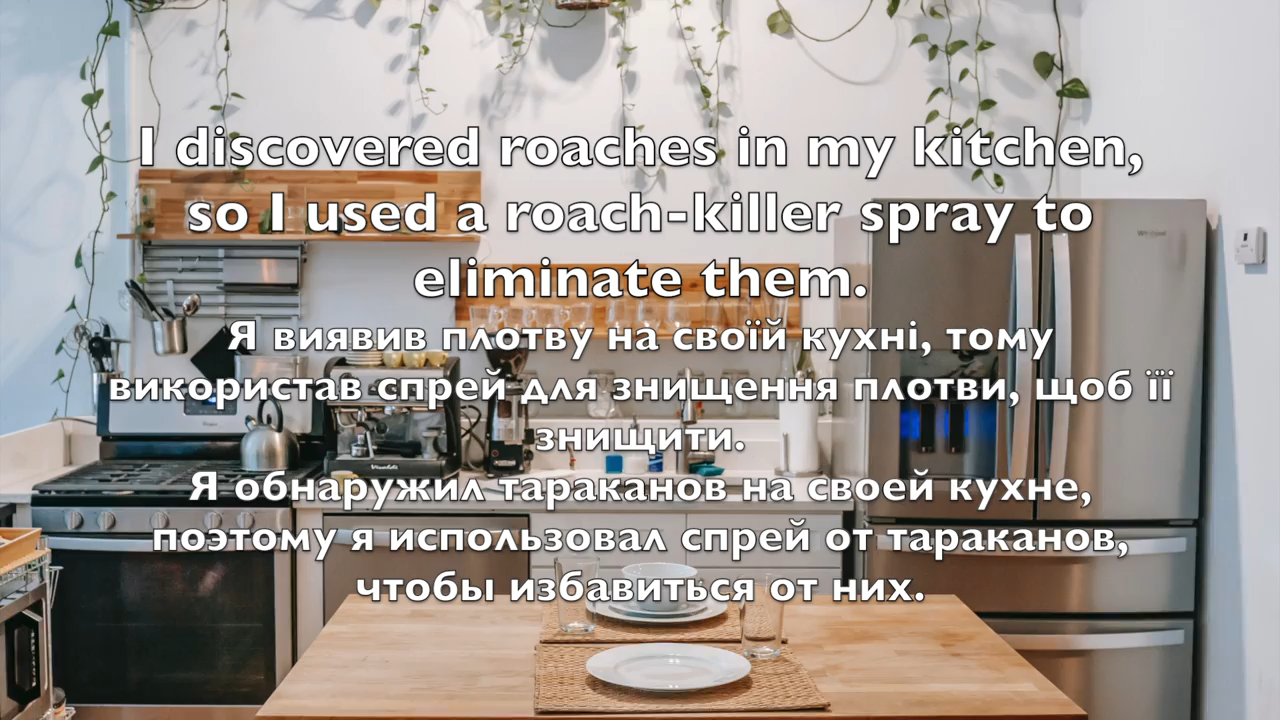 I discovered roaches in my kitchen,
so I used a roach-killer spray to
eliminate them.
Я виявив плотву на своїй кухні, тому
використав спрей для знищення плотви, щоб її
знищити.
Я обнаружил тараканов на своей кухне,
поэтому я использовал спрей от тараканов,
чтобы избавиться от них.